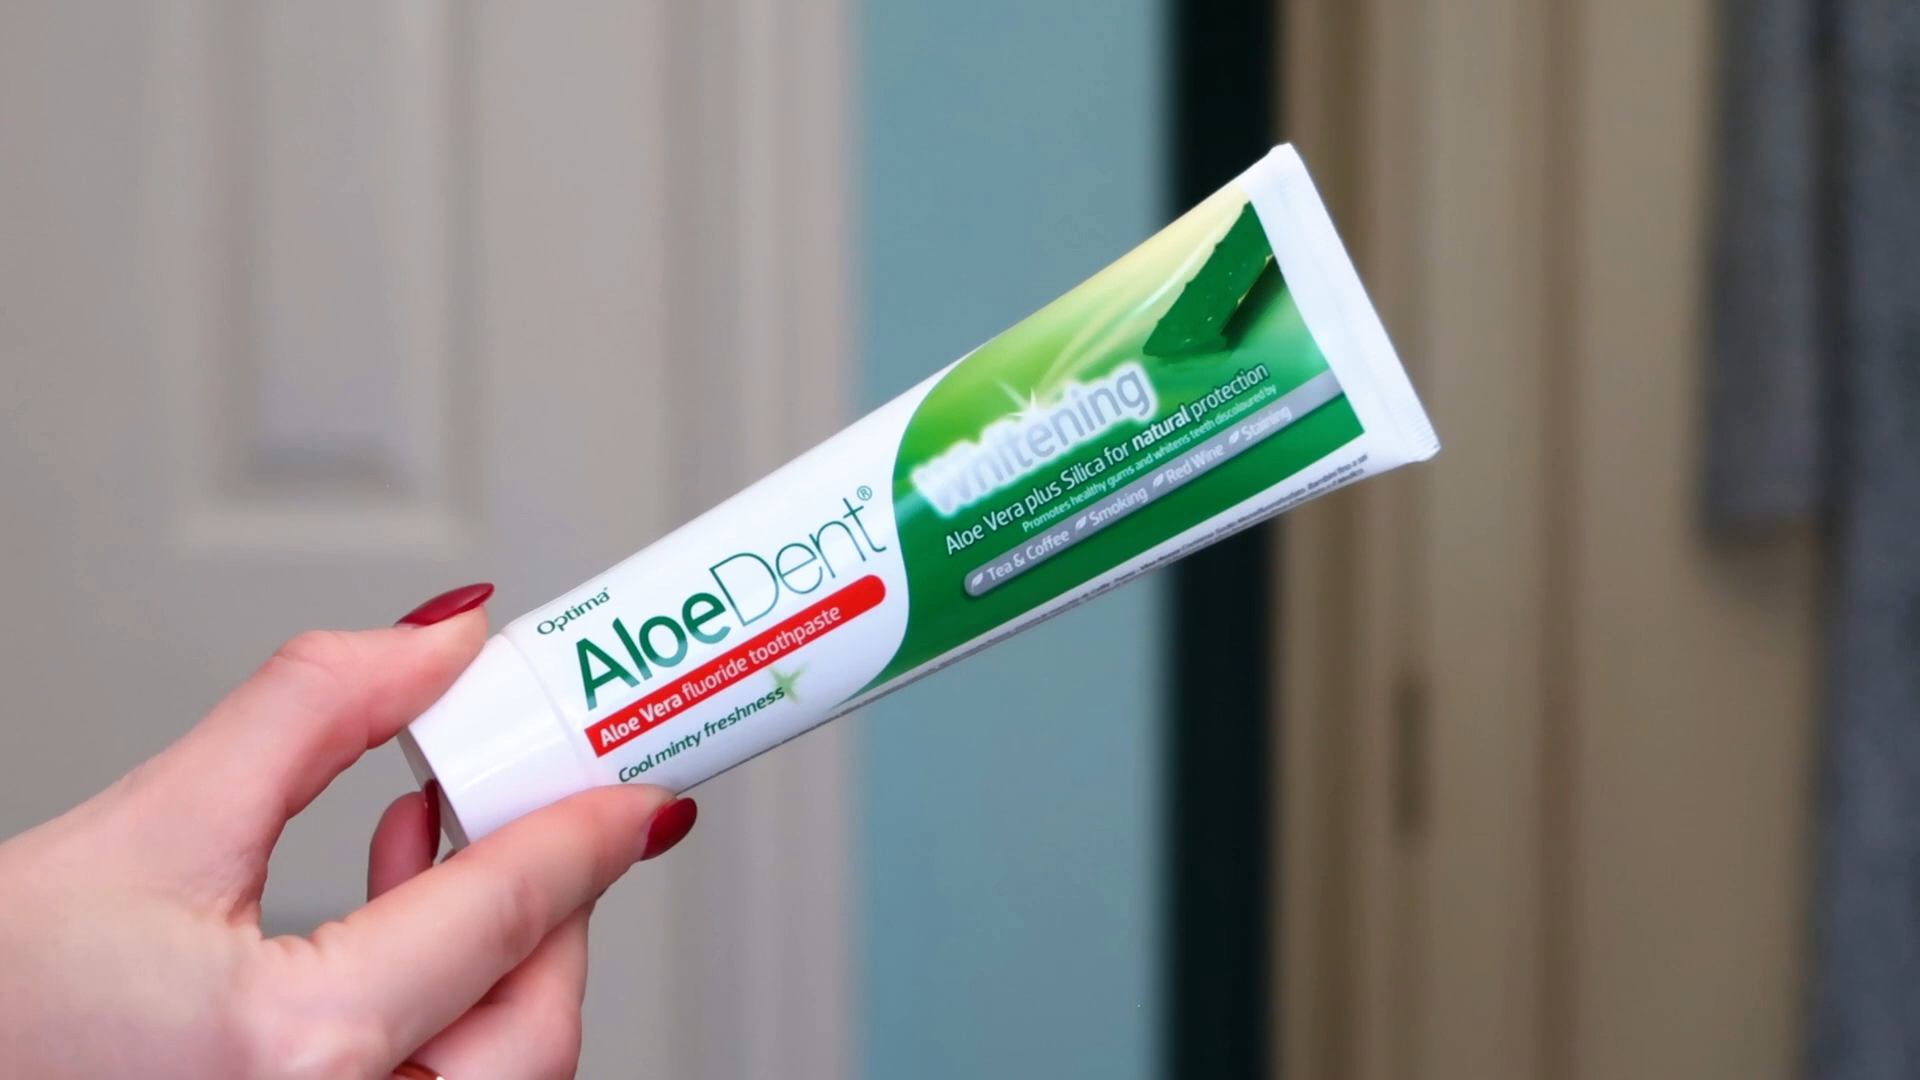 Optima
AloeDent®
Aloe Vera fluoride toothpaste
Cool minty freshness
Whitening
Aloe Vera plus Silica for natural protection
Promotes healthy gums and whitens teeth discoloured by
Tea & Coffee Smoking Red Wine Staining